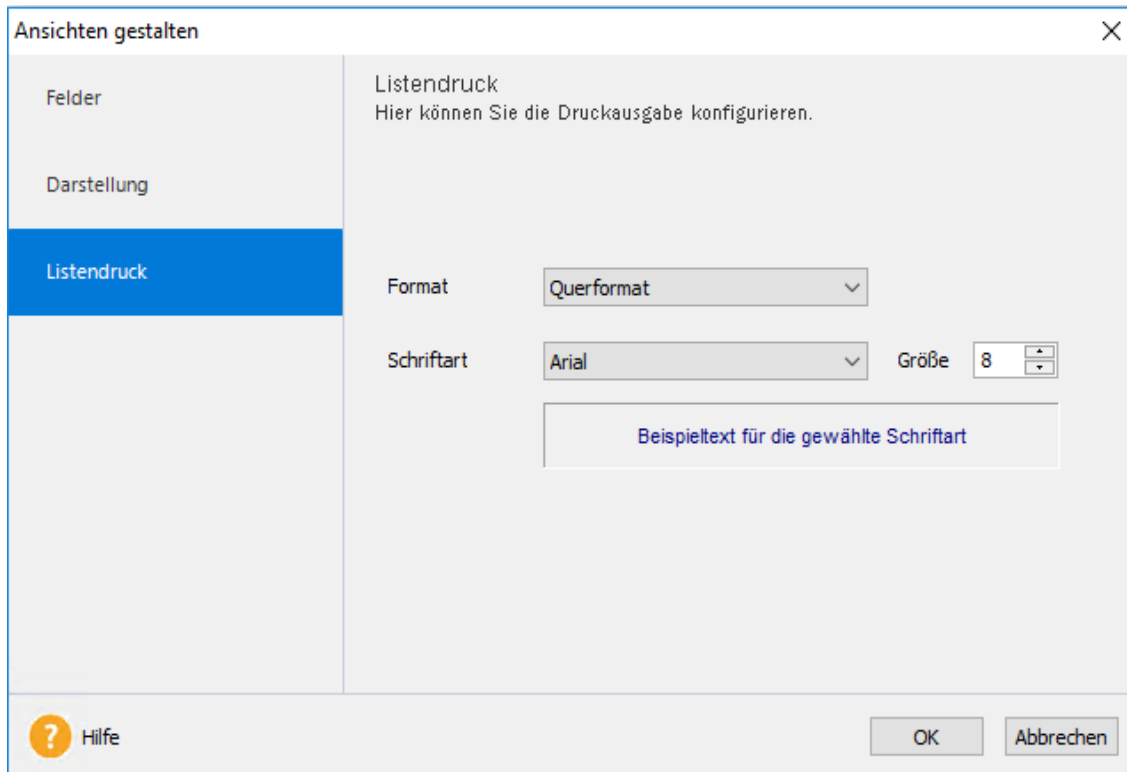 Ansichten gestalten
Felder
Darstellung
Listendruck
Listendruck
Hier können Sie die Druckausgabe konfigurieren.
Format Querformat
Schriftart Arial Größe 8
Beispieltext für die gewählte Schriftart
? Hilfe OK Abbrechen